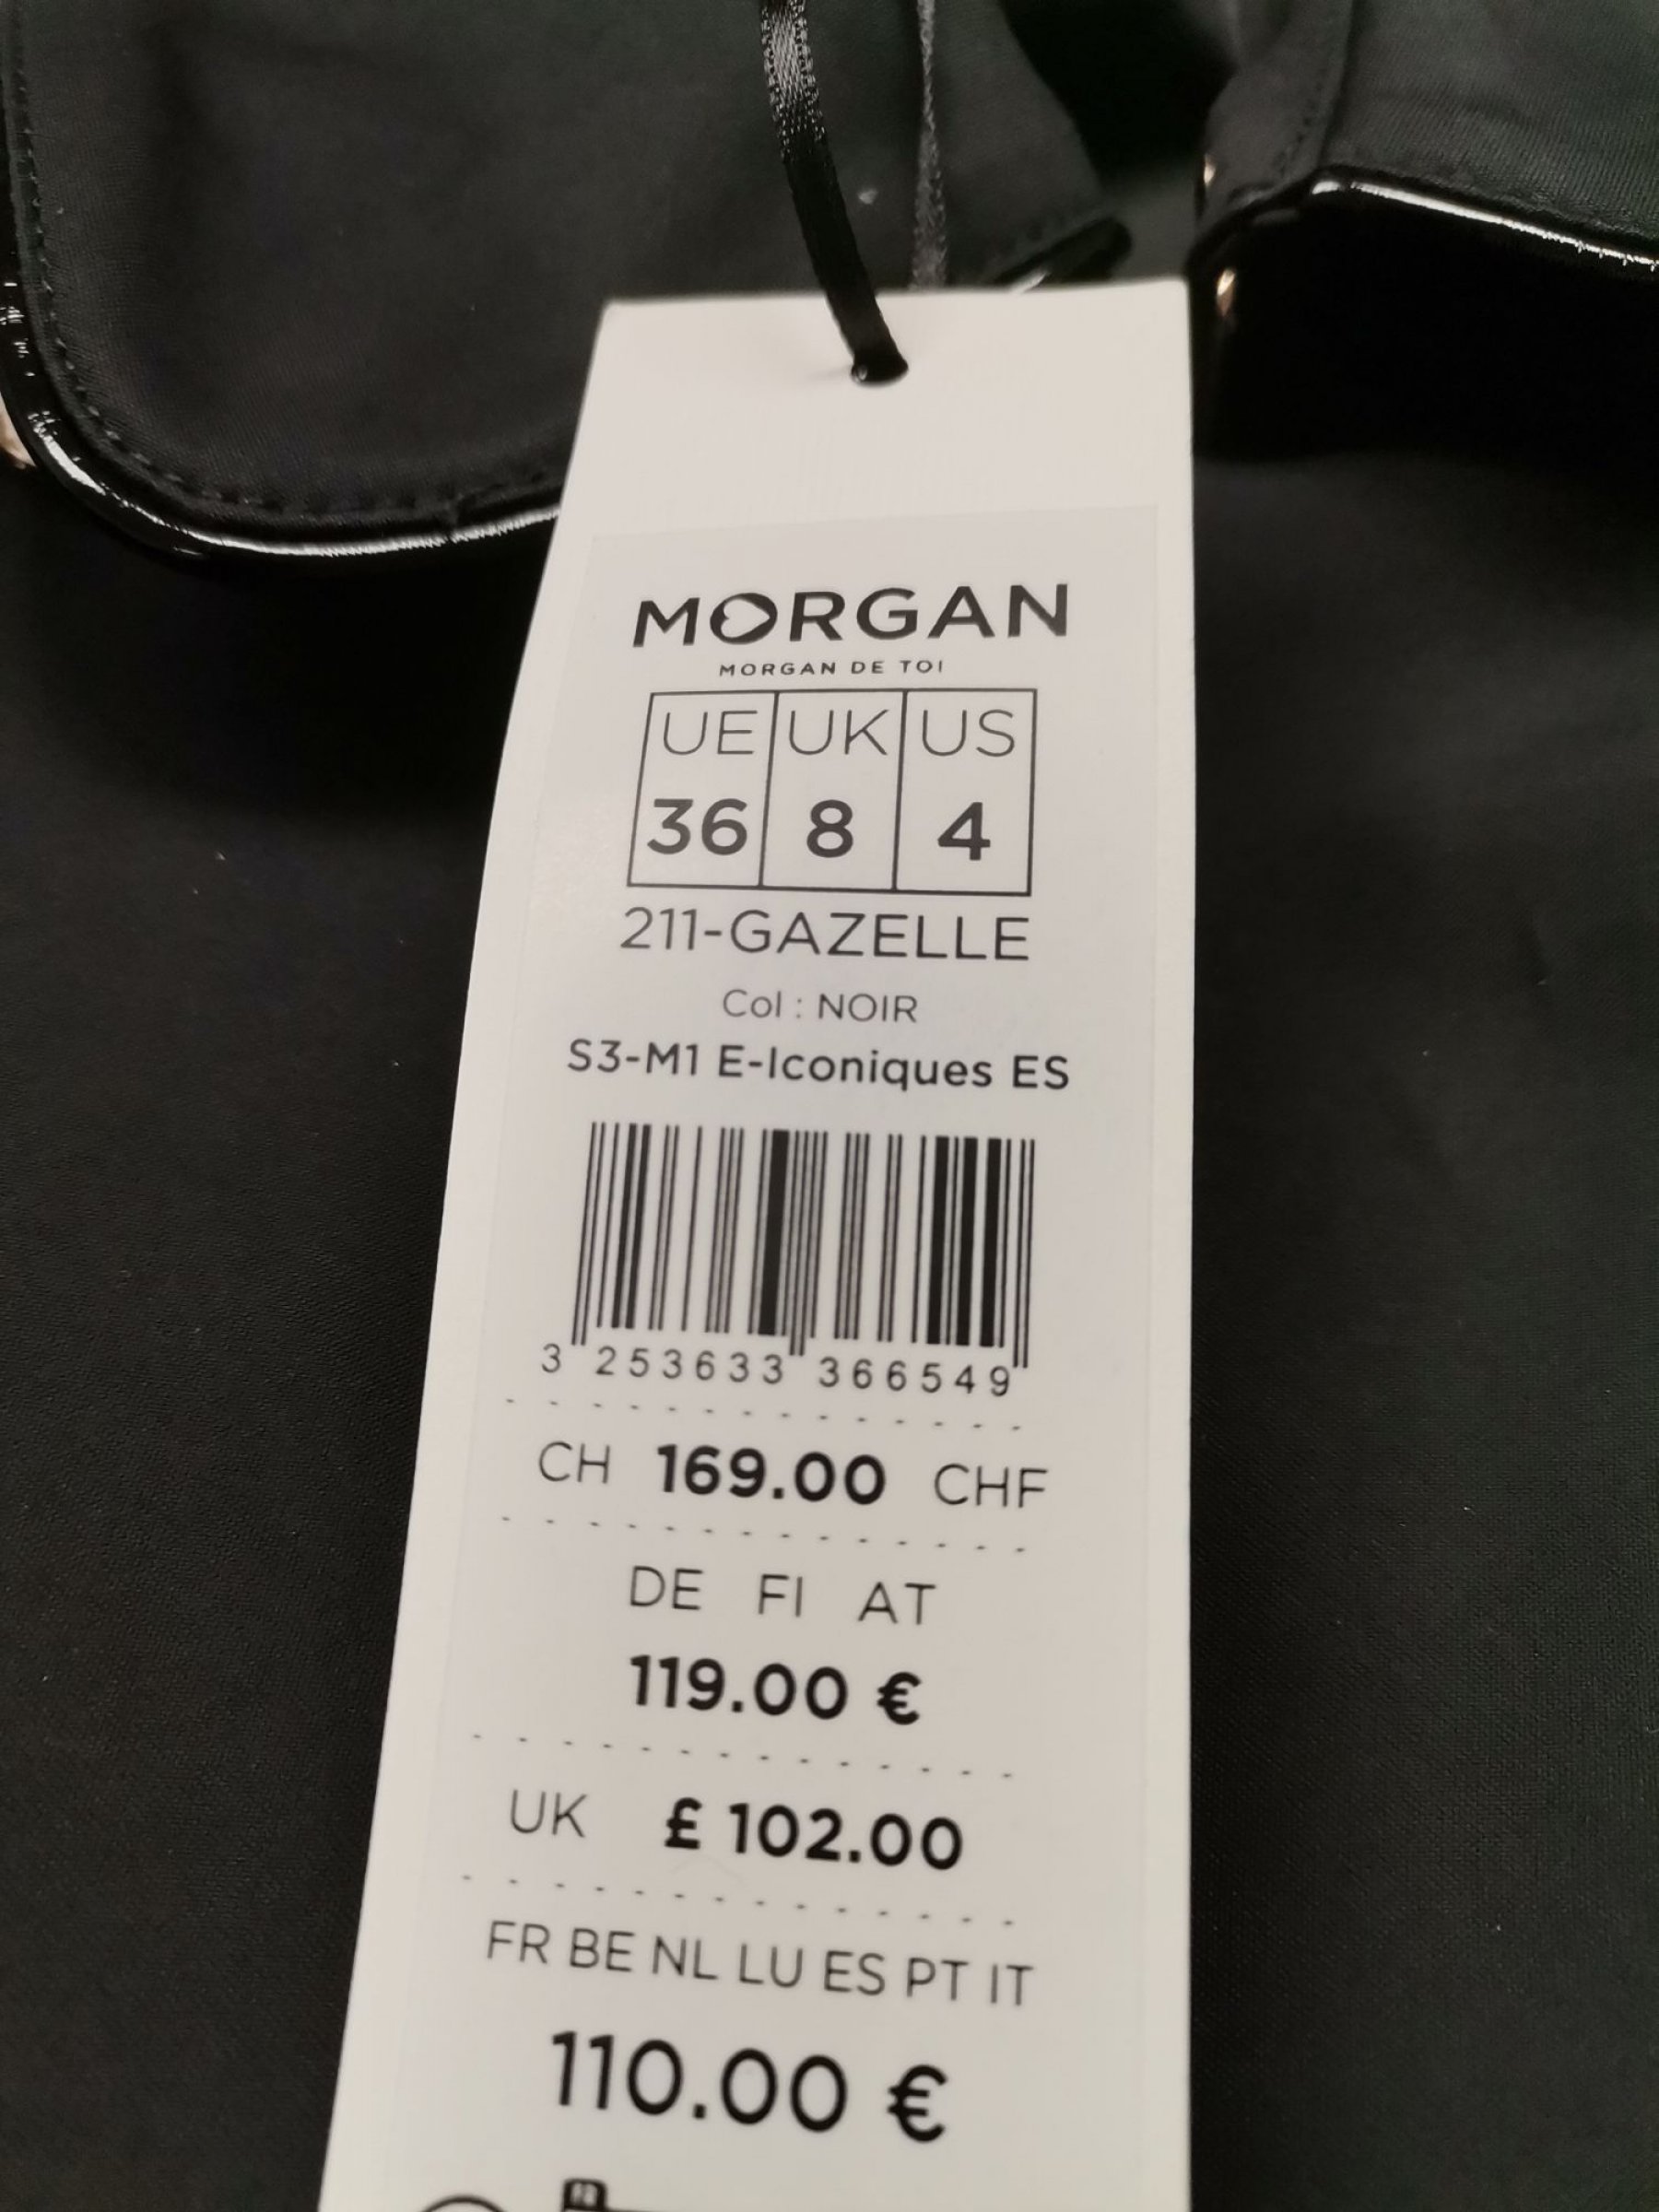 MORGAN
MORGAN DE TOI
UE UK US
36 8 4
211-GAZELLE
Col : NOIR
S3-M1 E-Iconiques ES
3 253633 366549
CH 169.00 CHF
DE FI AT
119.00 €
UK £ 102.00
FR BE NL LU ES PT IT
110.00 €
FR